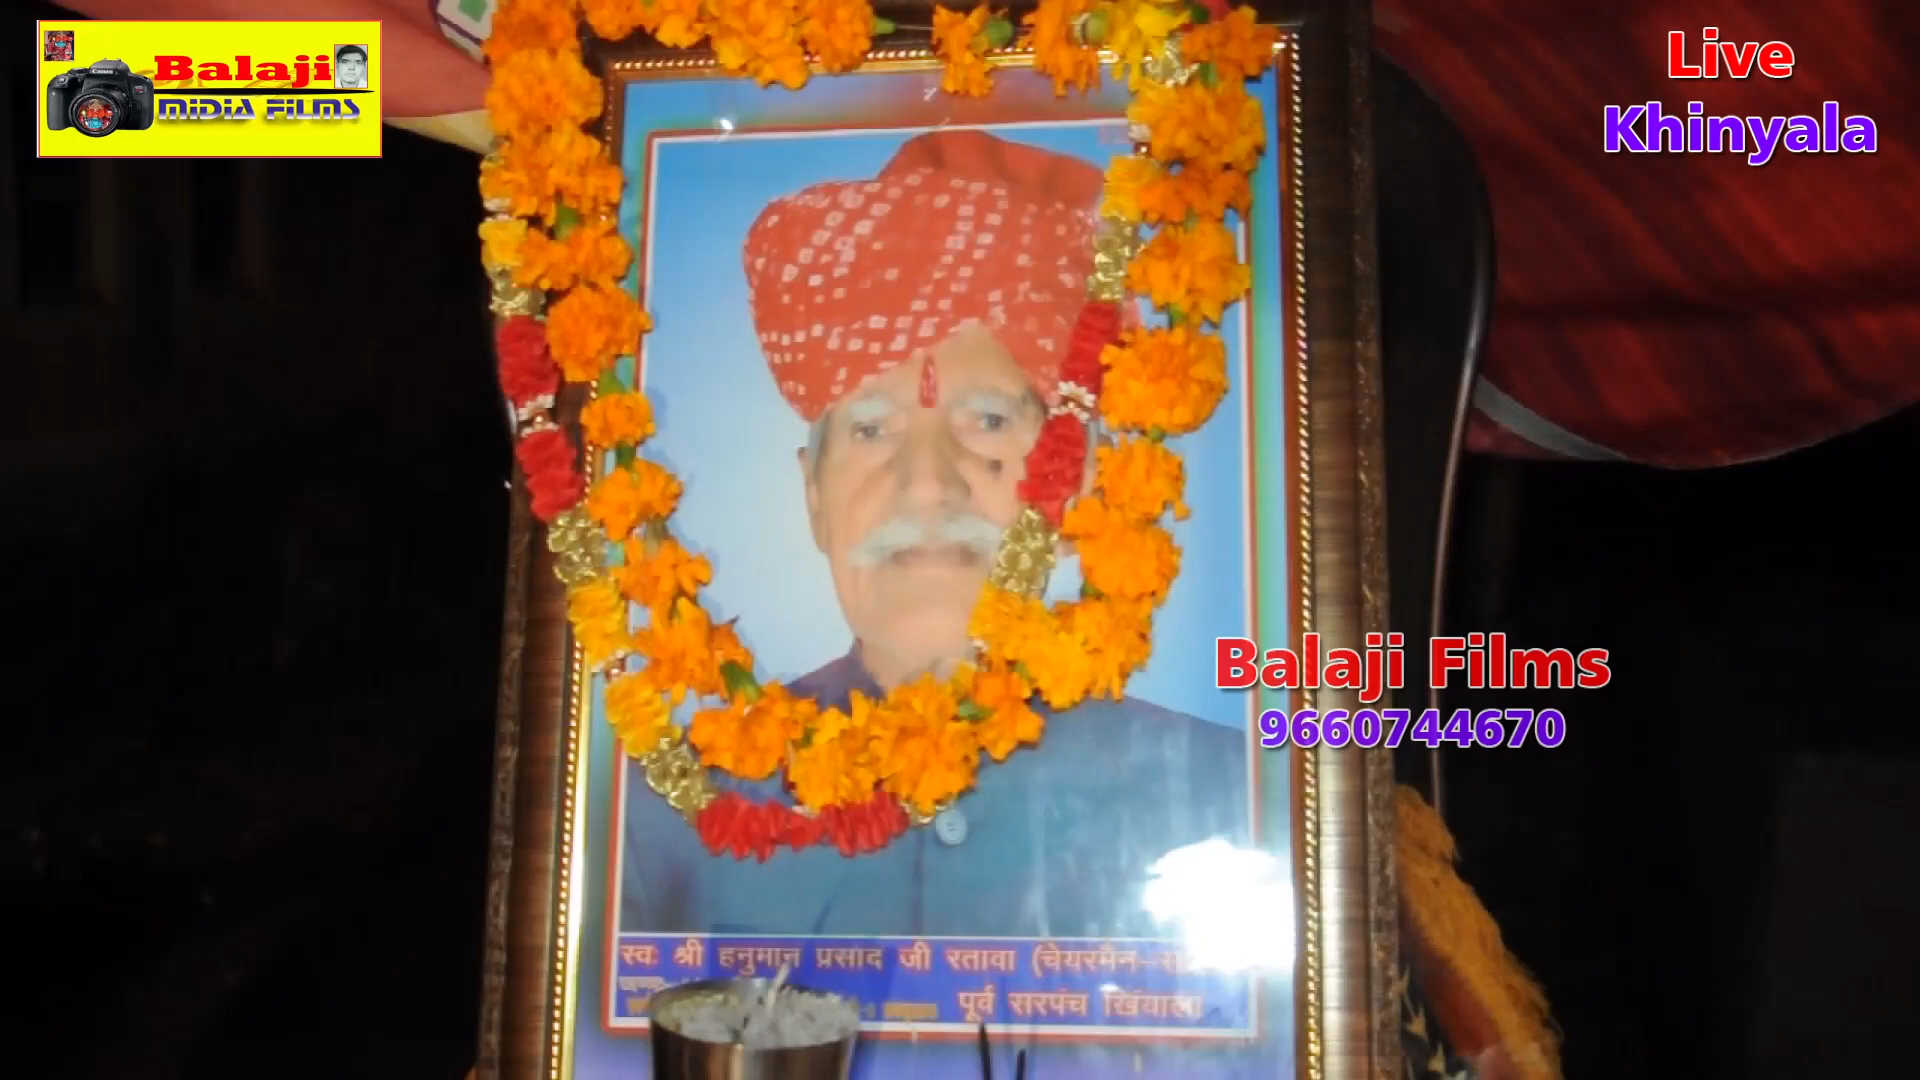 Balaji
MIDIA FILMS
Live
Khinyala
Balaji Films
9660744670
स्वः श्री हनुमान प्रसाद जी रतावा (चेयरमैन–
पूर्व सरपंच खिंयाला